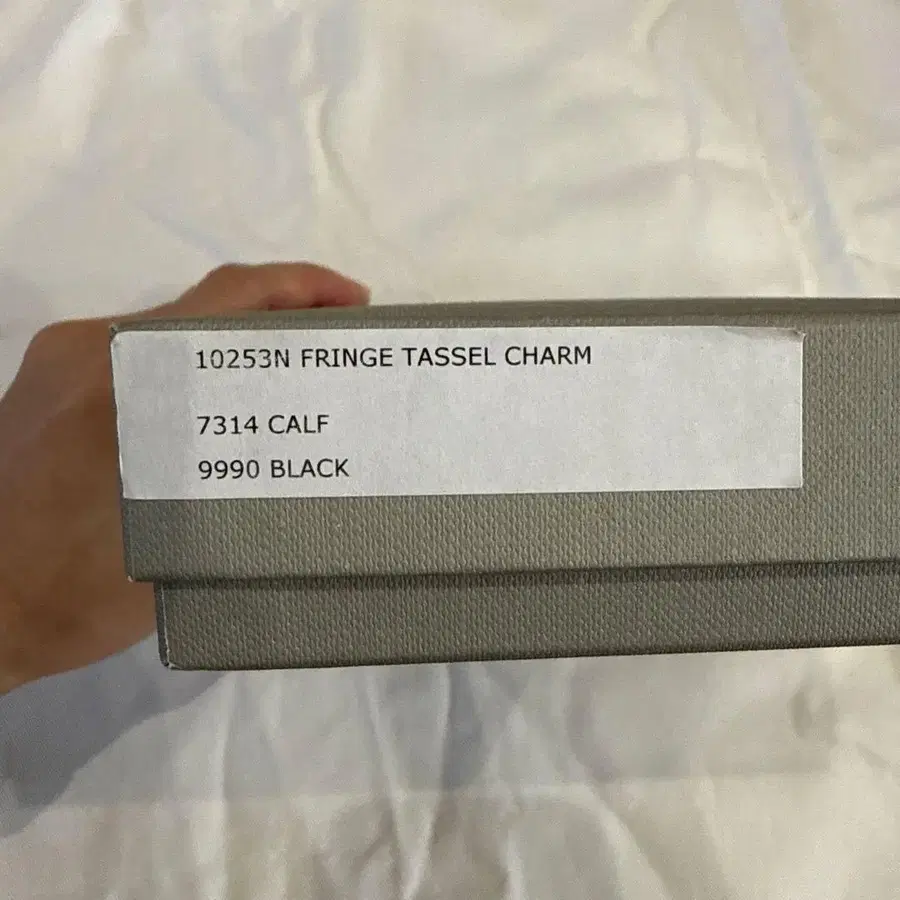 10253N FRINGE TASSEL CHARM
7314 CALF
9990 BLACK